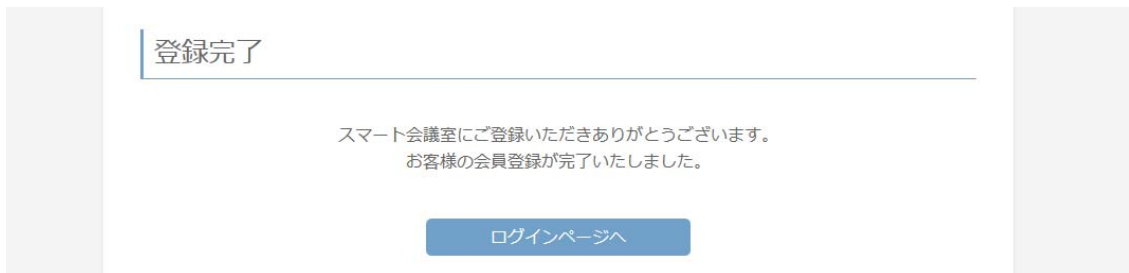 登録完了
スマート会議室にご登録いただきありがとうございます。
お客様の会員登録が完了いたしました。
ログインページへ